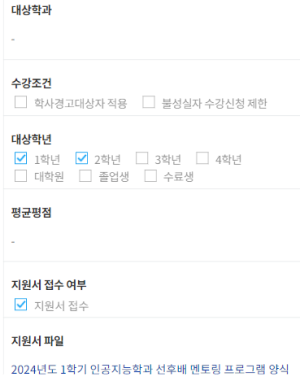 대상학과
-
수강조건
학사경고대상자 적용 불성실자 수강신청 제한
대상학년
1학년 2학년 3학년 4학년
대학원 졸업생 수료생
평균평점
-
지원서 접수 여부
지원서 접수
지원서 파일
2024년도 1학기 인공지능학과 선후배 멘토링 프로그램 양식